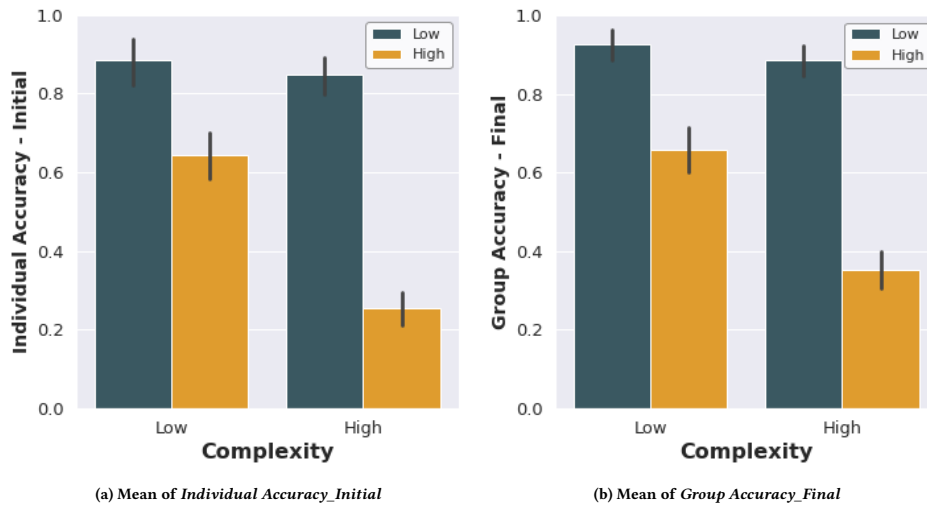 Individual Accuracy - Initial
1.0
0.8
0.6
0.4
0.2
0.0
Low
High
Low
High
Complexity
(a) Mean of Individual Accuracy_Initial
Group Accuracy - Final
1.0
0.8
0.6
0.4
0.2
0.0
Low
High
Low
High
Complexity
(b) Mean of Group Accuracy_Final